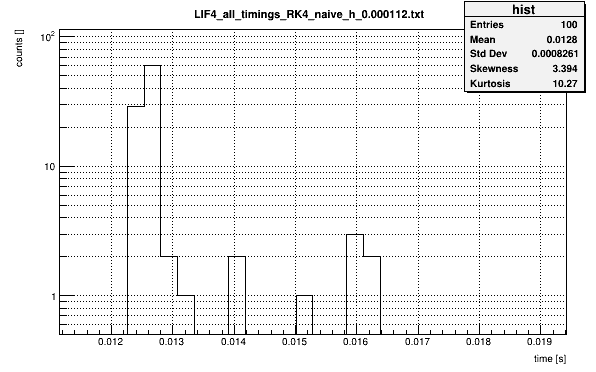 LIF4_all_timings_RK4_naive_h_0.000112.txt
hist
Entries 100
Mean 0.0128
Std Dev 0.0008261
Skewness 3.394
Kurtosis 10.27
counts []
10²
10
1
0.012 0.013 0.014 0.015 0.016 0.017 0.018 0.019
time [s]